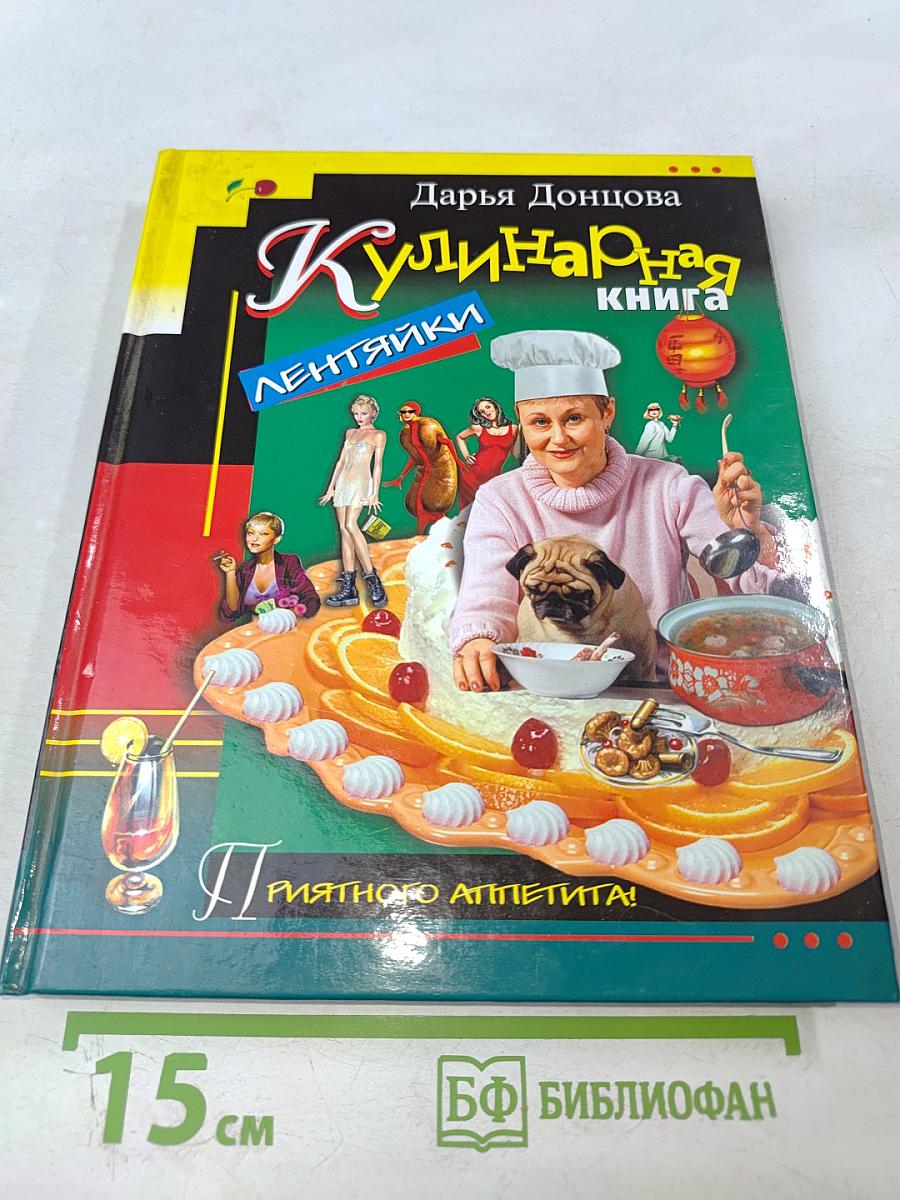 Дарья Донцова
Кулинарная
книга
лентяйки
Приятного аппетита!
15 см
БФ БИБЛИОФАН